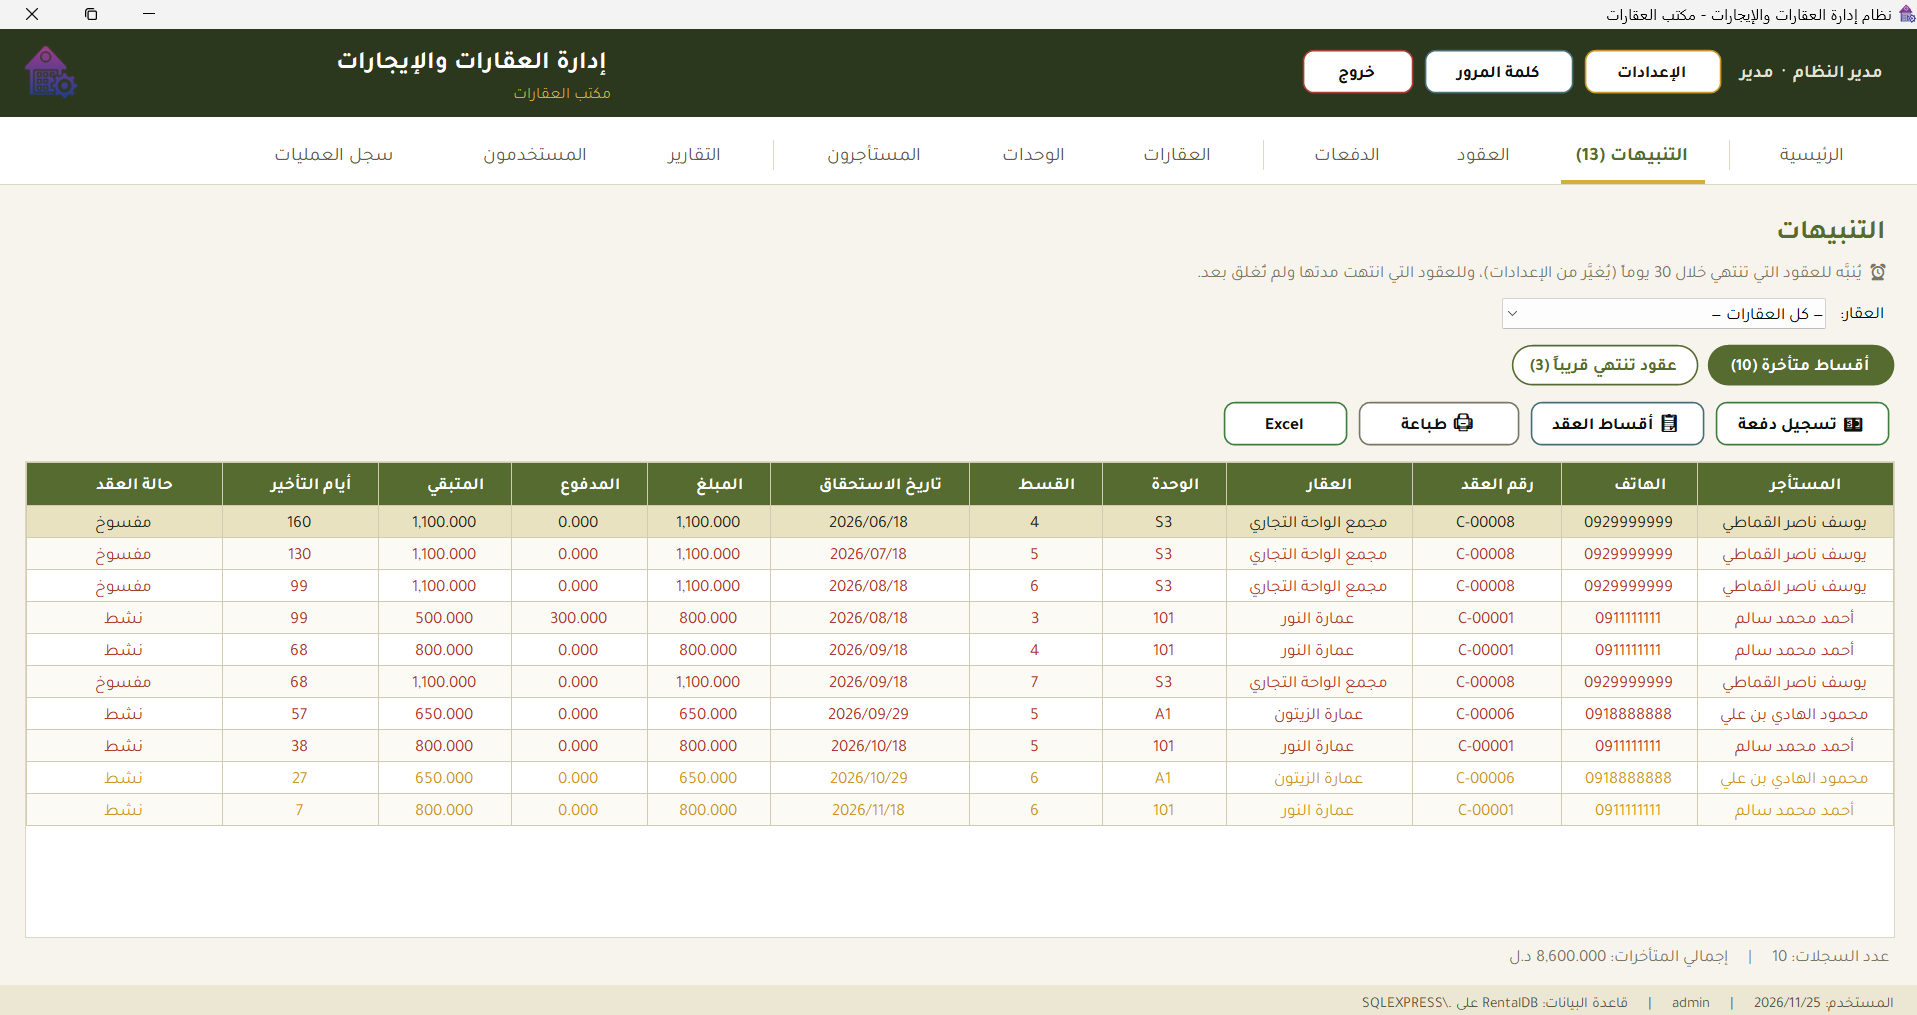 نظام إدارة العقارات والإيجارات - مكتب العقارات
مدير النظام · مدير
الإعدادات
كلمة المرور
خروج
إدارة العقارات والإيجارات
مكتب العقارات
الرئيسية
التنبيهات (13)
العقود
الدفعات
العقارات
الوحدات
المستأجرون
التقارير
المستخدمون
سجل العمليات
التنبيهات
⏰ يُنبَّه للعقود التي تنتهي خلال 30 يوماً (يُغيَّر من الإعدادات)، وللعقود التي انتهت مدتها ولم تُغلق بعد.
العقار: – كل العقارات –
أقساط متأخرة (10)
عقود تنتهي قريباً (3)
تسجيل دفعة
أقساط العقد
طباعة
Excel
المستأجر الهاتف رقم العقد العقار الوحدة القسط تاريخ الاستحقاق المبلغ المدفوع المتبقي أيام التأخير حالة العقد
يوسف ناصر القماطي 0929999999 C-00008 مجمع الواحة التجاري S3 4 2026/06/18 1,100.000 0.000 1,100.000 160 مفسوخ
يوسف ناصر القماطي 0929999999 C-00008 مجمع الواحة التجاري S3 5 2026/07/18 1,100.000 0.000 1,100.000 130 مفسوخ
يوسف ناصر القماطي 0929999999 C-00008 مجمع الواحة التجاري S3 6 2026/08/18 1,100.000 0.000 1,100.000 99 مفسوخ
أحمد محمد سالم 0911111111 C-00001 عمارة النور 101 3 2026/08/18 800.000 300.000 500.000 99 نشط
أحمد محمد سالم 0911111111 C-00001 عمارة النور 101 4 2026/09/18 800.000 0.000 800.000 68 نشط
يوسف ناصر القماطي 0929999999 C-00008 مجمع الواحة التجاري S3 7 2026/09/18 1,100.000 0.000 1,100.000 68 مفسوخ
محمود الهادي بن علي 0918888888 C-00006 عمارة الزيتون A1 5 2026/09/29 650.000 0.000 650.000 57 نشط
أحمد محمد سالم 0911111111 C-00001 عمارة النور 101 5 2026/10/18 800.000 0.000 800.000 38 نشط
محمود الهادي بن علي 0918888888 C-00006 عمارة الزيتون A1 6 2026/10/29 650.000 0.000 650.000 27 نشط
أحمد محمد سالم 0911111111 C-00001 عمارة النور 101 6 2026/11/18 800.000 0.000 800.000 7 نشط
عدد السجلات: 10 | إجمالي المتأخرات: 8,600.000 د.ل
المستخدم: 2026/11/25 | admin | قاعدة البيانات: RentalDB على .\SQLEXPRESS